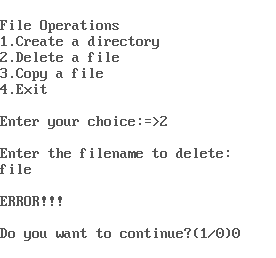 File Operations
1.Create a directory
2.Delete a file
3.Copy a file
4.Exit
Enter your choice:=>2
Enter the filename to delete:
file
ERROR!!!
Do you want to continue?(1/0)0